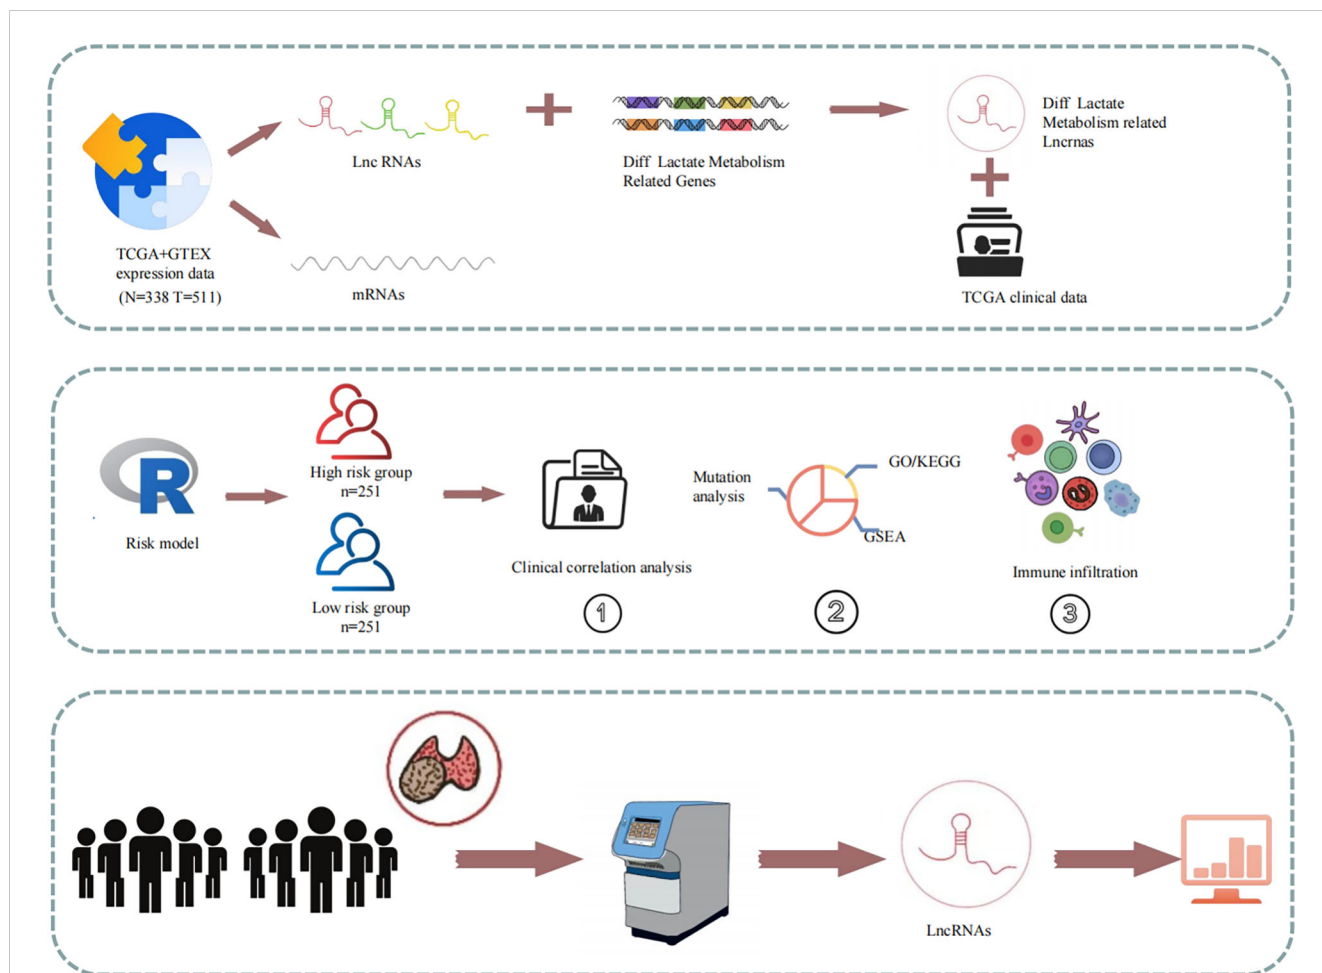 Lnc RNAs
Diff Lactate Metabolism
Related Genes
Diff Lactate
Metabolism related
Lncrnas
TCGA+GTEX
expression data
(N=338 T=511)
mRNAs
TCGA clinical data
R
Risk model
High risk group
n=251
Low risk group
n=251
Clinical correlation analysis
1
Mutation
analysis
GO/KEGG
GSEA
2
Immune infiltration
3
LncRNAs